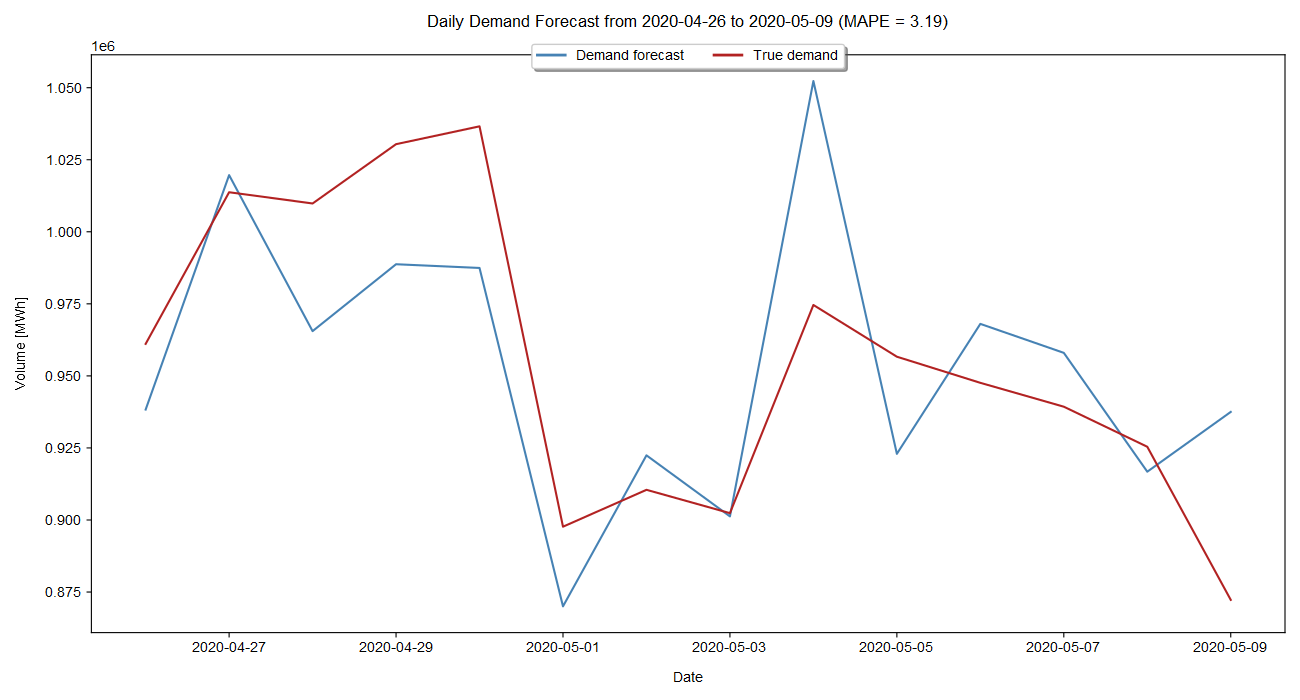 Daily Demand Forecast from 2020-04-26 to 2020-05-09 (MAPE = 3.19)
1e6
Demand forecast
True demand
1.050
1.025
1.000
0.975
0.950
0.925
0.900
0.875
Volume [MWh]
2020-04-27
2020-04-29
2020-05-01
2020-05-03
2020-05-05
2020-05-07
2020-05-09
Date